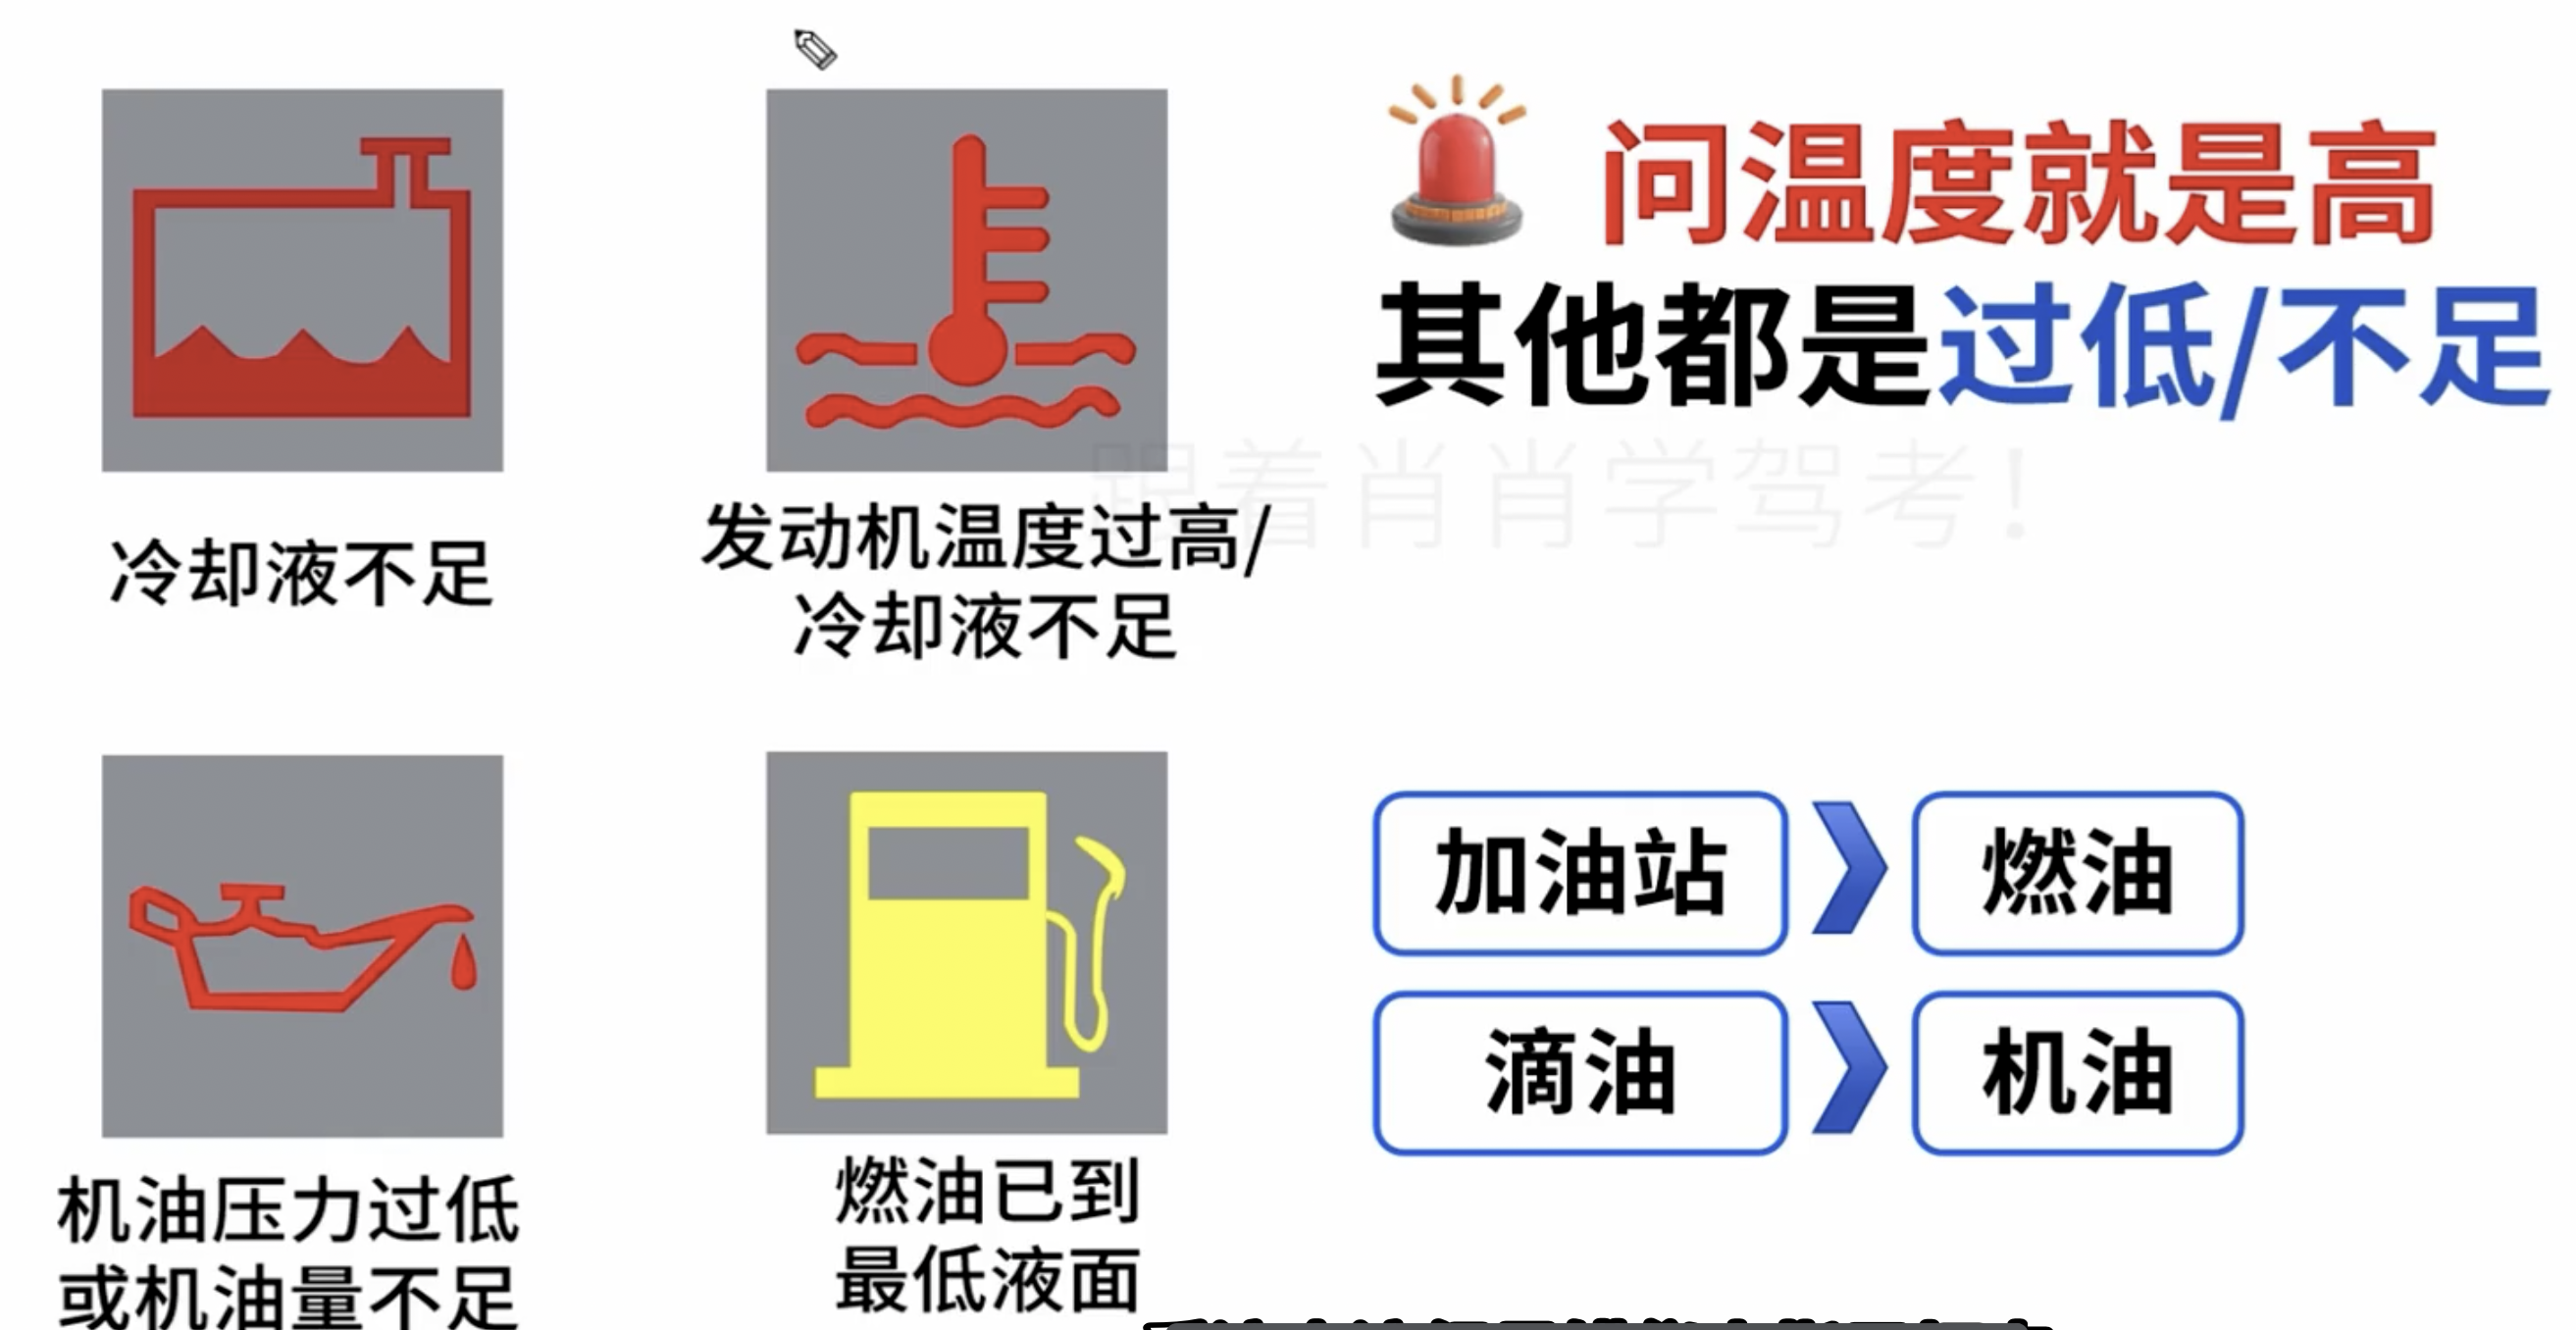 问温度就是高
其他都是过低/不足
跟着肖肖学驾考！
冷却液不足
发动机温度过高/
冷却液不足
加油站
燃油
滴油
机油
机油压力过低
或机油量不足
燃油已到
最低液面